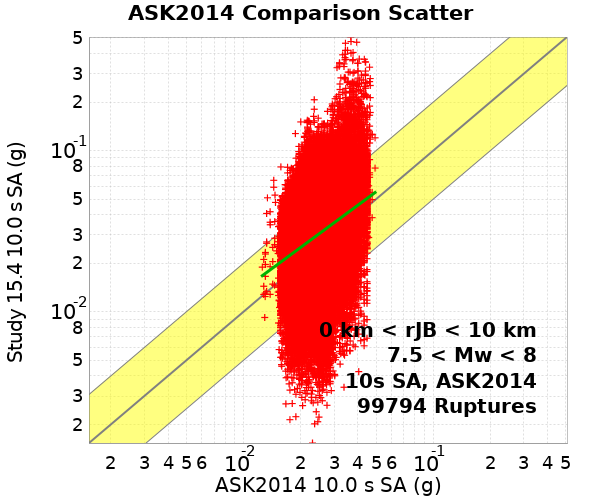 ASK2014 Comparison Scatter
Study 15.4 10.0 s SA (g)
5
3
2
10-1
8
5
3
2
10-2
8
5
3
2
0 km < rJB < 10 km
7.5 < Mw < 8
10s SA, ASK2014
99794 Ruptures
2 3 4 5 6 10-2 2 3 4 5 6 10-1 2 3 4 5
ASK2014 10.0 s SA (g)